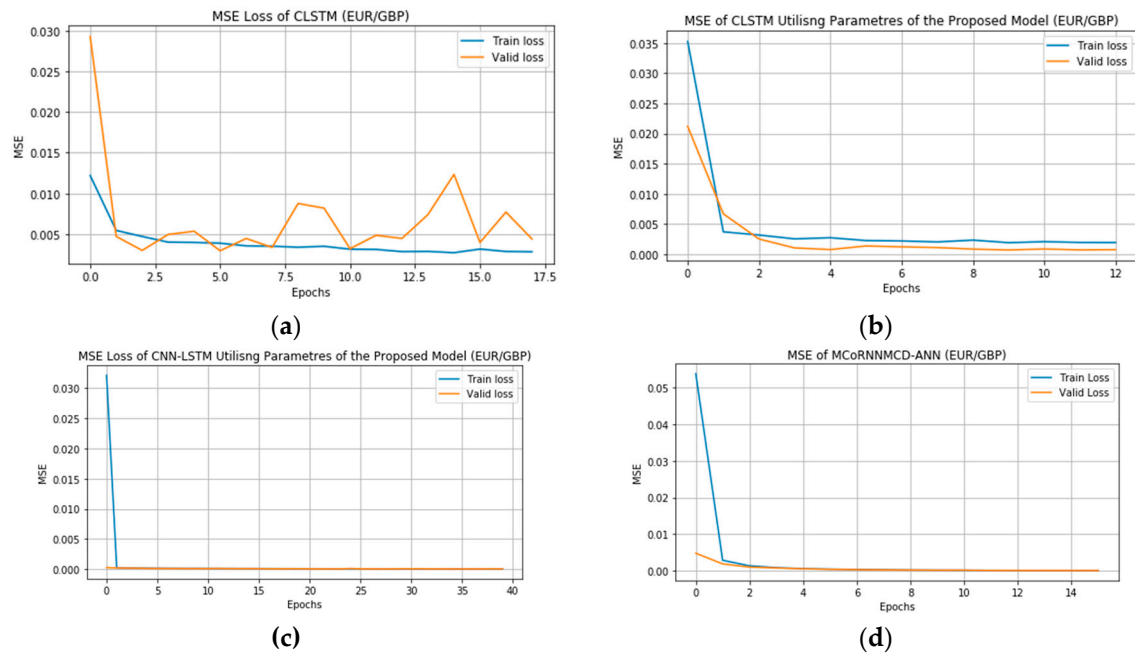 MSE Loss of CLSTM (EUR/GBP)
0.030
0.025
0.020
0.015
0.010
0.005
MSE
Train loss
Valid loss
0.0 2.5 5.0 7.5 10.0 12.5 15.0 17.5
Epochs
(a)
MSE of CLSTM Utilisng Parametres of the Proposed Model (EUR/GBP)
0.035
0.030
0.025
0.020
0.015
0.010
0.005
0.000
MSE
Train loss
Valid loss
0 2 4 6 8 10 12
Epochs
(b)
MSE Loss of CNN-LSTM Utilisng Parametres of the Proposed Model (EUR/GBP)
0.030
0.025
0.020
0.015
0.010
0.005
0.000
MSE
Train loss
Valid loss
0 5 10 15 20 25 30 35 40
Epochs
(c)
MSE of MCoRNNMCD-ANN (EUR/GBP)
0.05
0.04
0.03
0.02
0.01
0.00
MSE
Train Loss
Valid Loss
0 2 4 6 8 10 12 14
Epochs
(d)